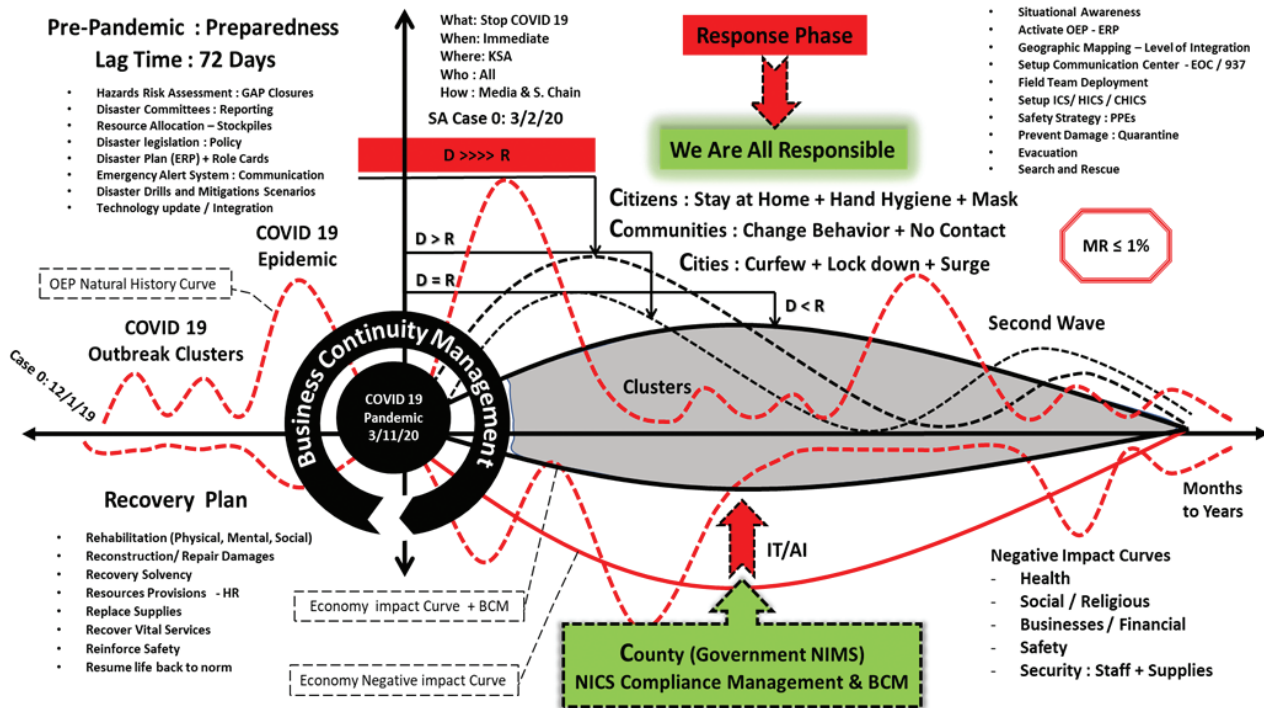 Pre-Pandemic : Preparedness
Lag Time : 72 Days
• Hazards Risk Assessment : GAP Closures
• Disaster Committees : Reporting
• Resource Allocation – Stockpiles
• Disaster legislation : Policy
• Disaster Plan (ERP) + Role Cards
• Emergency Alert System : Communication
• Disaster Drills and Mitigations Scenarios
• Technology update / Integration
What: Stop COVID 19
When: Immediate
Where: KSA
Who : All
How : Media & S. Chain
SA Case 0: 3/2/20
D >>>> R
D > R
D = R
D < R
Response Phase
We Are All Responsible
Citizens : Stay at Home + Hand Hygiene + Mask
Communities : Change Behavior + No Contact
Cities : Curfew + Lock down + Surge
• Situational Awareness
• Activate OEP - ERP
• Geographic Mapping – Level of Integration
• Setup Communication Center - EOC / 937
• Field Team Deployment
• Setup ICS/ HICS / CHICS
• Safety Strategy : PPEs
• Prevent Damage : Quarantine
• Evacuation
• Search and Rescue
MR ≤ 1%
COVID 19
Epidemic
OEP Natural History Curve
COVID 19
Outbreak Clusters
Case 0: 12/1/19
Business Continuity Management
COVID 19
Pandemic
3/11/20
Clusters
Second Wave
Months
to Years
Recovery Plan
• Rehabilitation (Physical, Mental, Social)
• Reconstruction/ Repair Damages
• Recovery Solvency
• Resources Provisions - HR
• Replace Supplies
• Recover Vital Services
• Reinforce Safety
• Resume life back to norm
Economy impact Curve + BCM
Economy Negative impact Curve
IT/AI
County (Government NIMS)
NICS Compliance Management & BCM
Negative Impact Curves
- Health
- Social / Religious
- Businesses / Financial
- Safety
- Security : Staff + Supplies